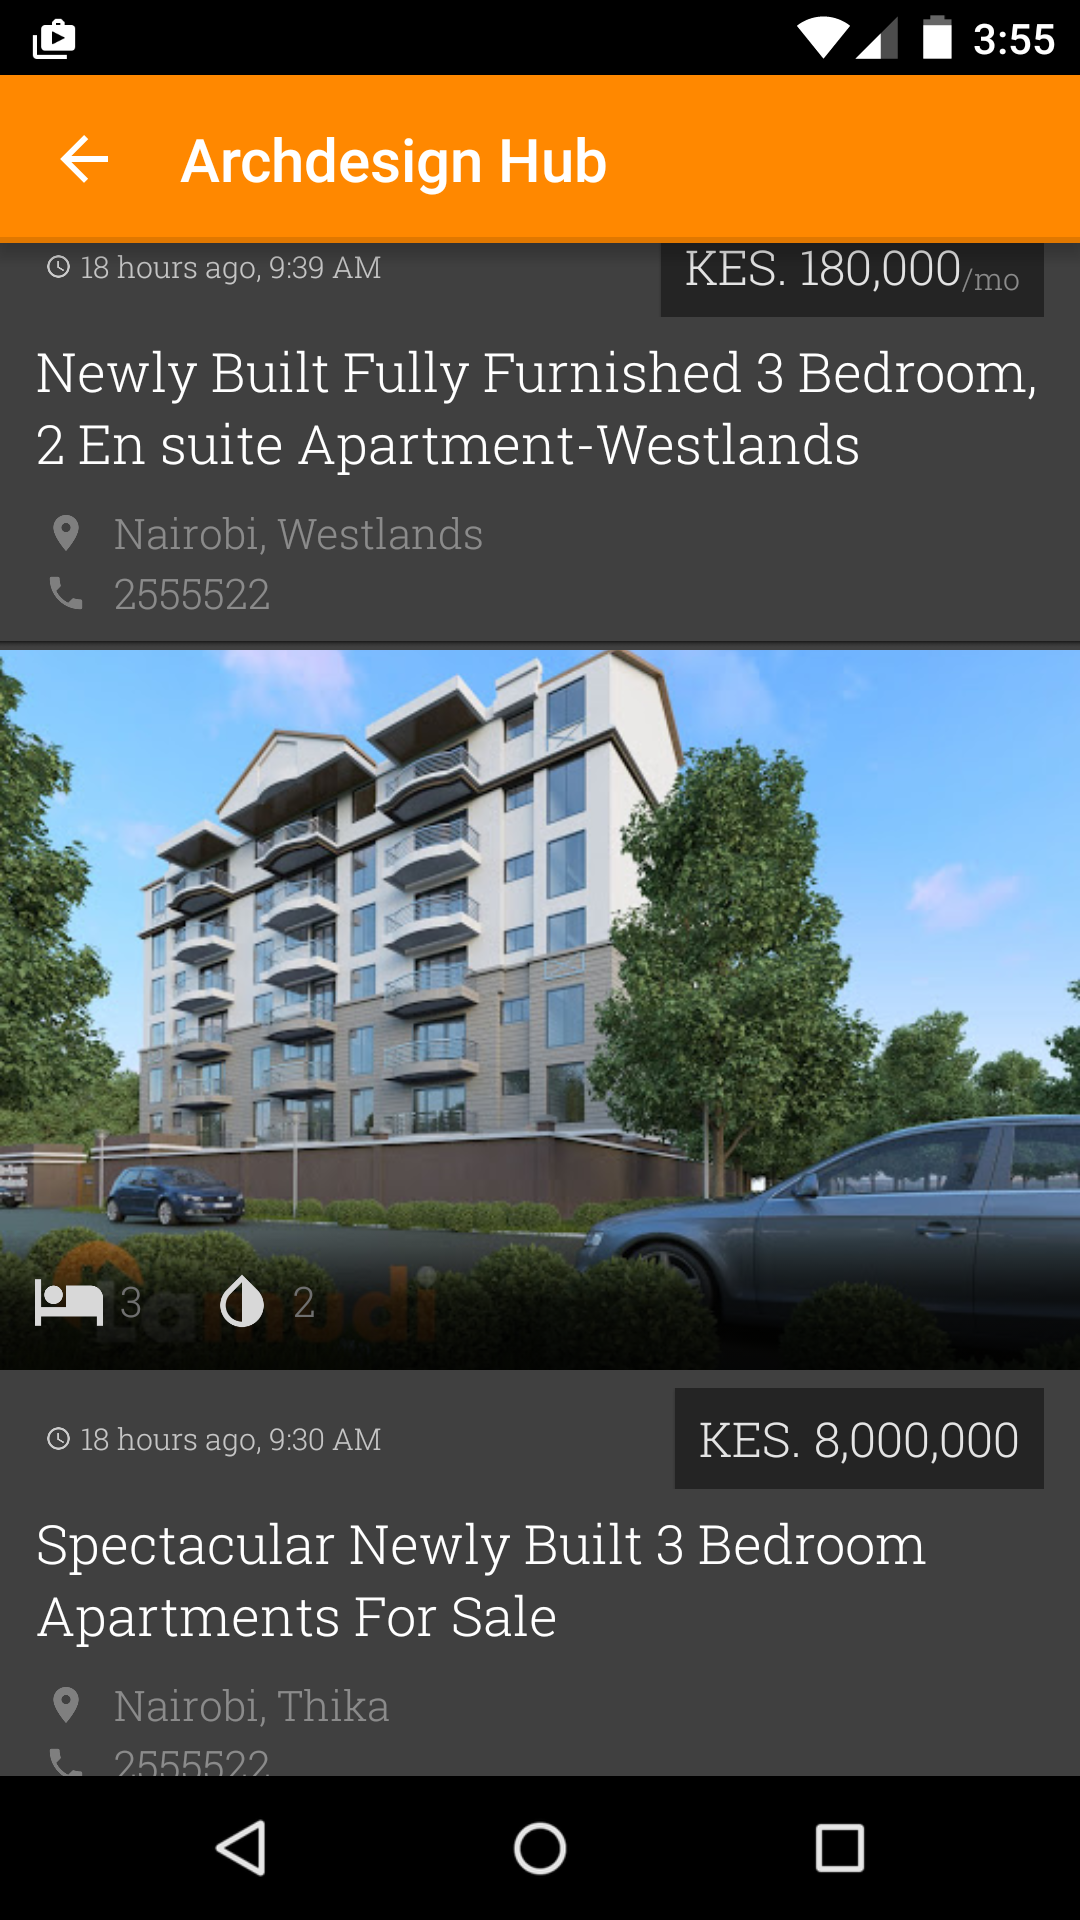 3:55
Archdesign Hub
18 hours ago, 9:39 AM
KES. 180,000/mo
Newly Built Fully Furnished 3 Bedroom,
2 En suite Apartment-Westlands
Nairobi, Westlands
2555522
Lamudi
3
2
18 hours ago, 9:30 AM
KES. 8,000,000
Spectacular Newly Built 3 Bedroom
Apartments For Sale
Nairobi, Thika
2555522